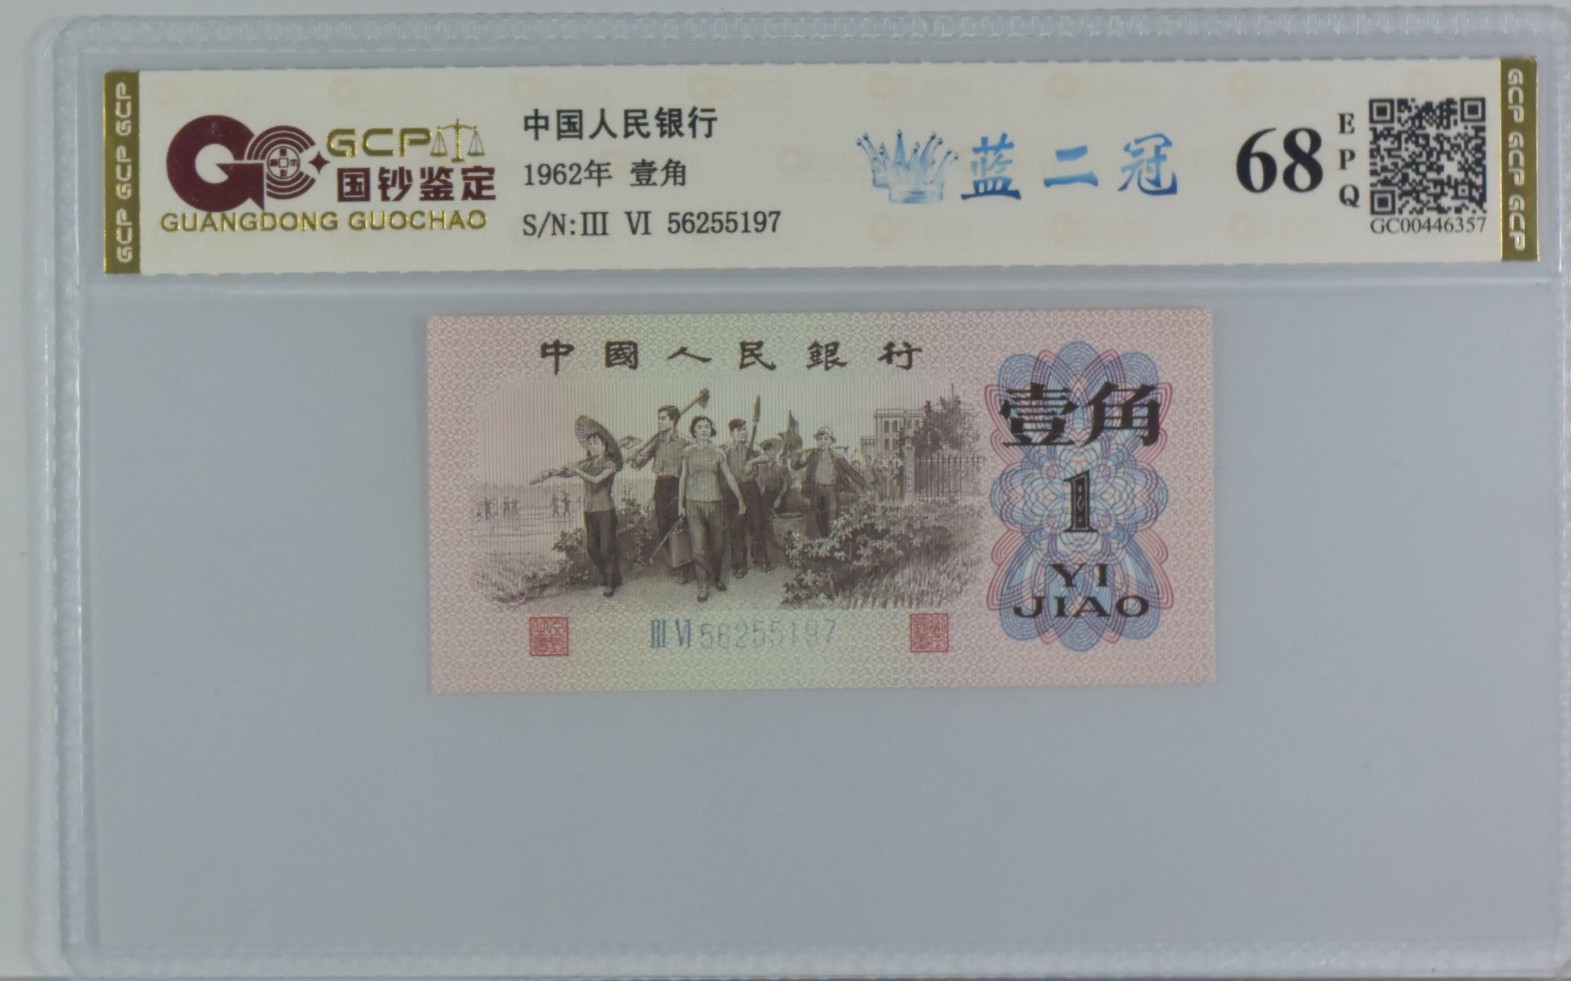 GCP GCP GCP
GCP
国钞鉴定
GUANGDONG GUOCHAO
中国人民银行
1962年 壹角
S/N:III VI 56255197
蓝二冠
68
EPQ
GC00446357
GCP GCP GCP
中國人民銀行
壹角
1
YI
JIAO
III VI 56255197